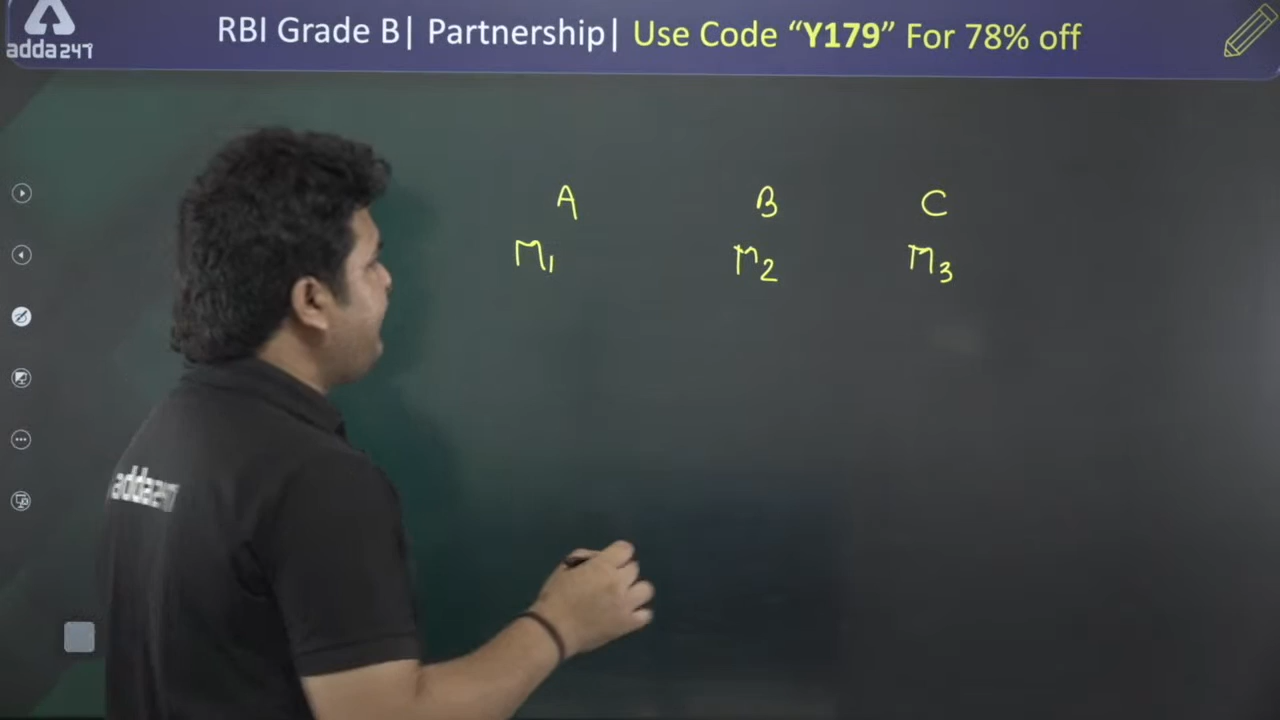 RBI Grade B| Partnership| Use Code “Y179” For 78% off
adda247
A B C
M1 M2 M3
adda247